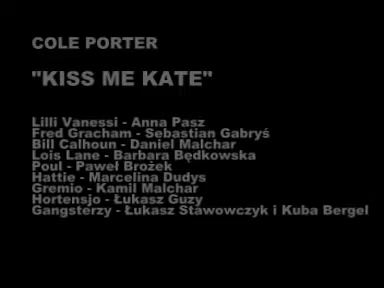 COLE PORTER
"KISS ME KATE"
Lilli Vanessi - Anna Pasz
Fred Gracham - Sebastian Gabryś
Bill Calhoun - Daniel Malchar
Lois Lane - Barbara Będkowska
Poul - Paweł Brożek
Hattie - Marcelina Dudys
Gremio - Kamil Malchar
Hortensjo - Łukasz Guzy
Gangsterzy - Łukasz Stawowczyk i Kuba Bergel